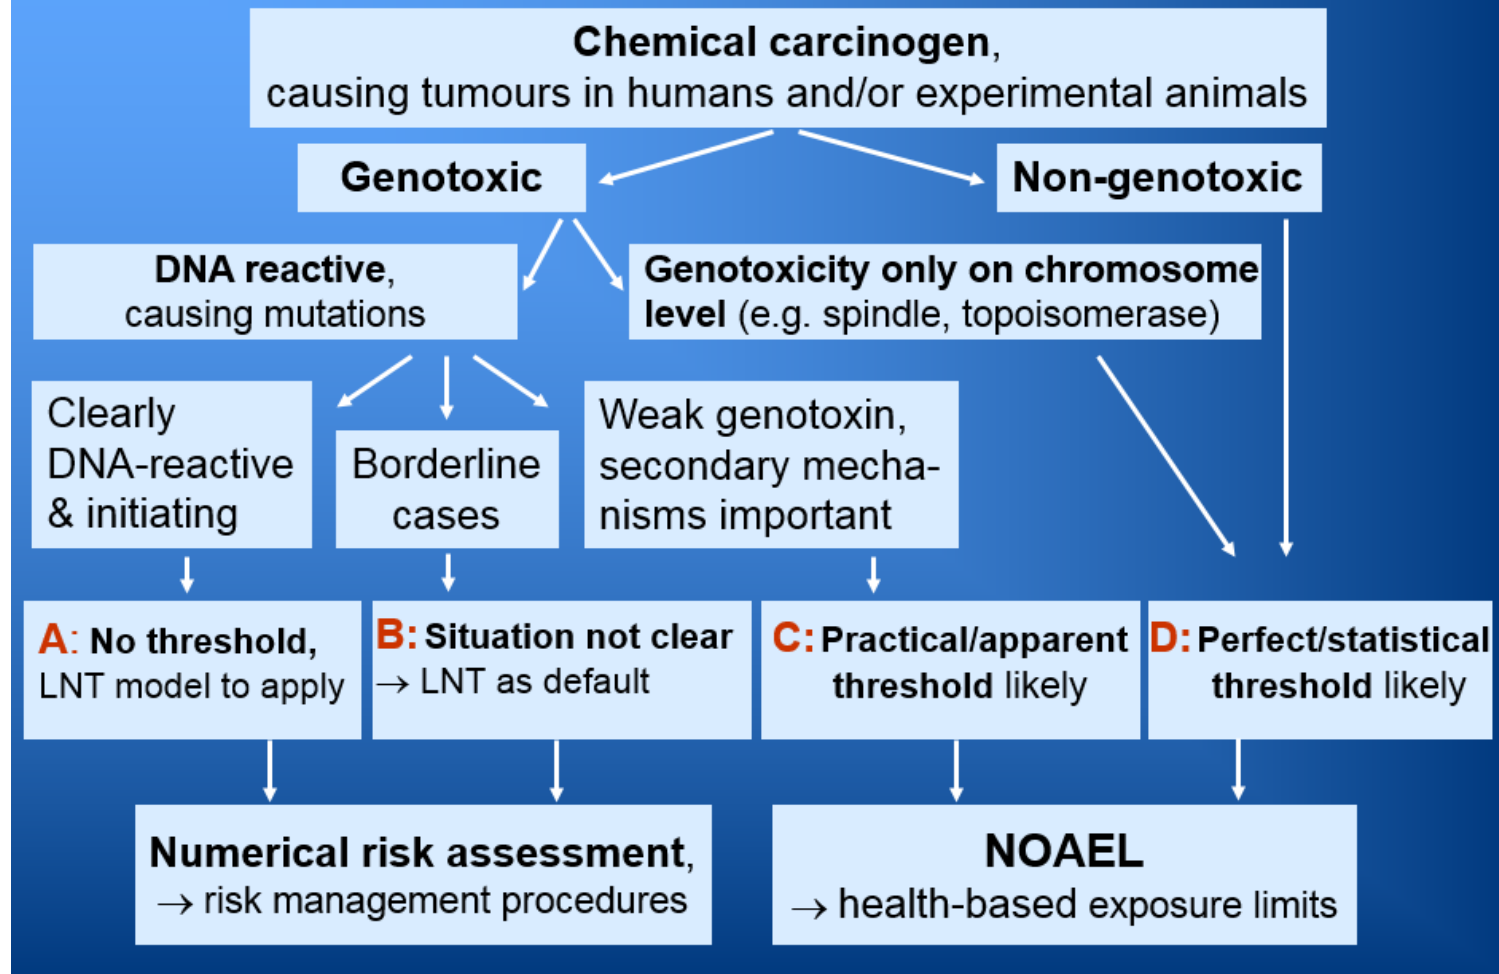 Chemical carcinogen,
causing tumours in humans and/or experimental animals
Genotoxic
Non-genotoxic
DNA reactive,
causing mutations
Genotoxicity only on chromosome
level (e.g. spindle, topoisomerase)
Clearly
DNA-reactive
& initiating
Borderline
cases
Weak genotoxin,
secondary mecha-
nisms important
A: No threshold,
LNT model to apply
B: Situation not clear
→ LNT as default
C: Practical/apparent
threshold likely
D: Perfect/statistical
threshold likely
Numerical risk assessment,
→ risk management procedures
NOAEL
→ health-based exposure limits